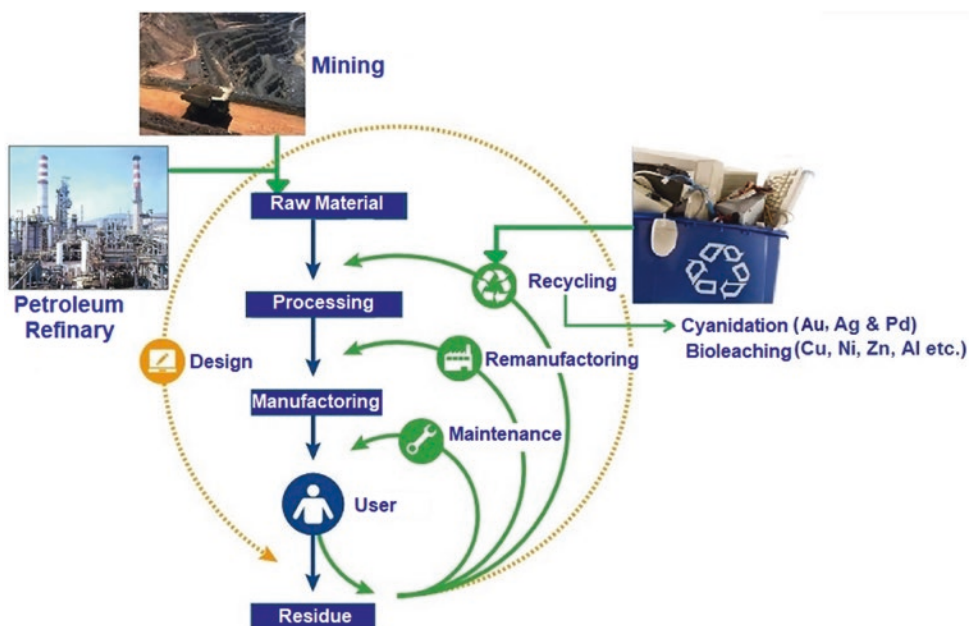 Mining
Raw Material
Petroleum
Refinary
Processing
Recycling
Cyanidation (Au, Ag & Pd)
Bioleaching (Cu, Ni, Zn, Al etc.)
Design
Remanufactoring
Manufactoring
Maintenance
User
Residue